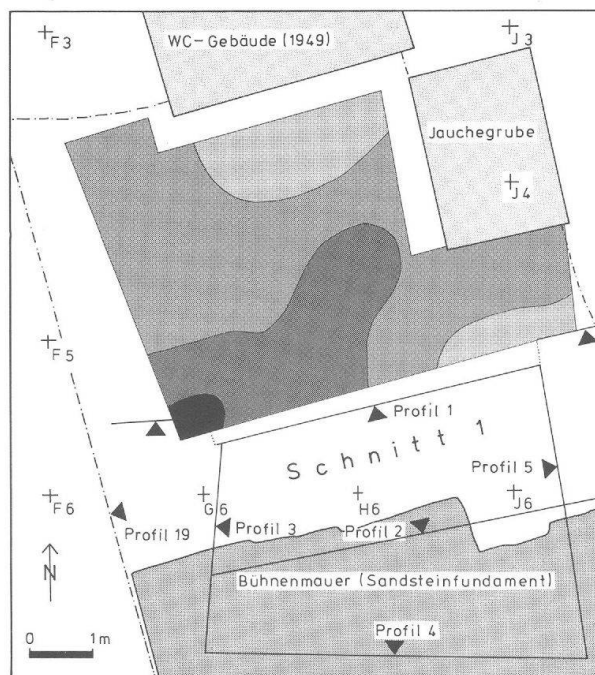 F3
J3
WC-Gebäude (1949)
Jauchegrube
J4
F5
Profil 1
Schnitt 1
Profil 5
F6
G6
H6
J6
Profil 19
Profil 3
Profil 2
N
Bühnenmauer (Sandsteinfundament)
0 1m
Profil 4